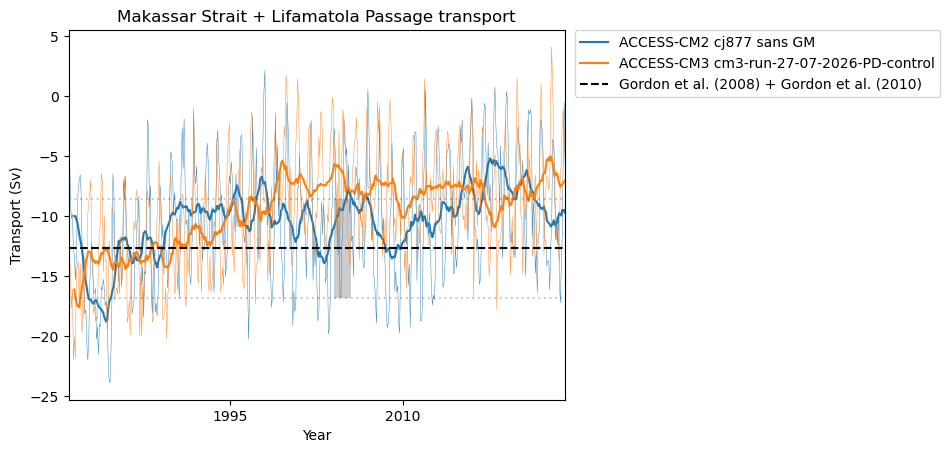 Makassar Strait + Lifamatola Passage transport
ACCESS-CM2 cj877 sans GM
ACCESS-CM3 cm3-run-27-07-2026-PD-control
Gordon et al. (2008) + Gordon et al. (2010)
Transport (Sv)
5
0
−5
−10
−15
−20
−25
1995
2010
Year